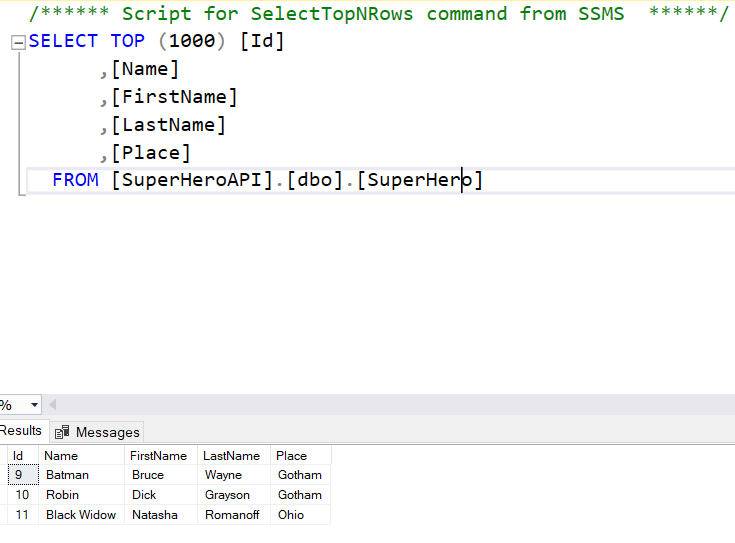 /****** Script for SelectTopNRows command from SSMS  ******/
SELECT TOP (1000) [Id]
,[Name]
,[FirstName]
,[LastName]
,[Place]
FROM [SuperHeroAPI].[dbo].[SuperHero]
%
Results Messages
Id Name FirstName LastName Place
9 Batman Bruce Wayne Gotham
10 Robin Dick Grayson Gotham
11 Black Widow Natasha Romanoff Ohio